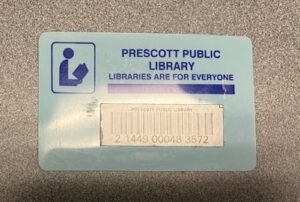 PRESCOTT PUBLIC
LIBRARY
LIBRARIES ARE FOR EVERYONE
PRESCOTT PUBLIC LIBRARY
2 1449 00048 3572